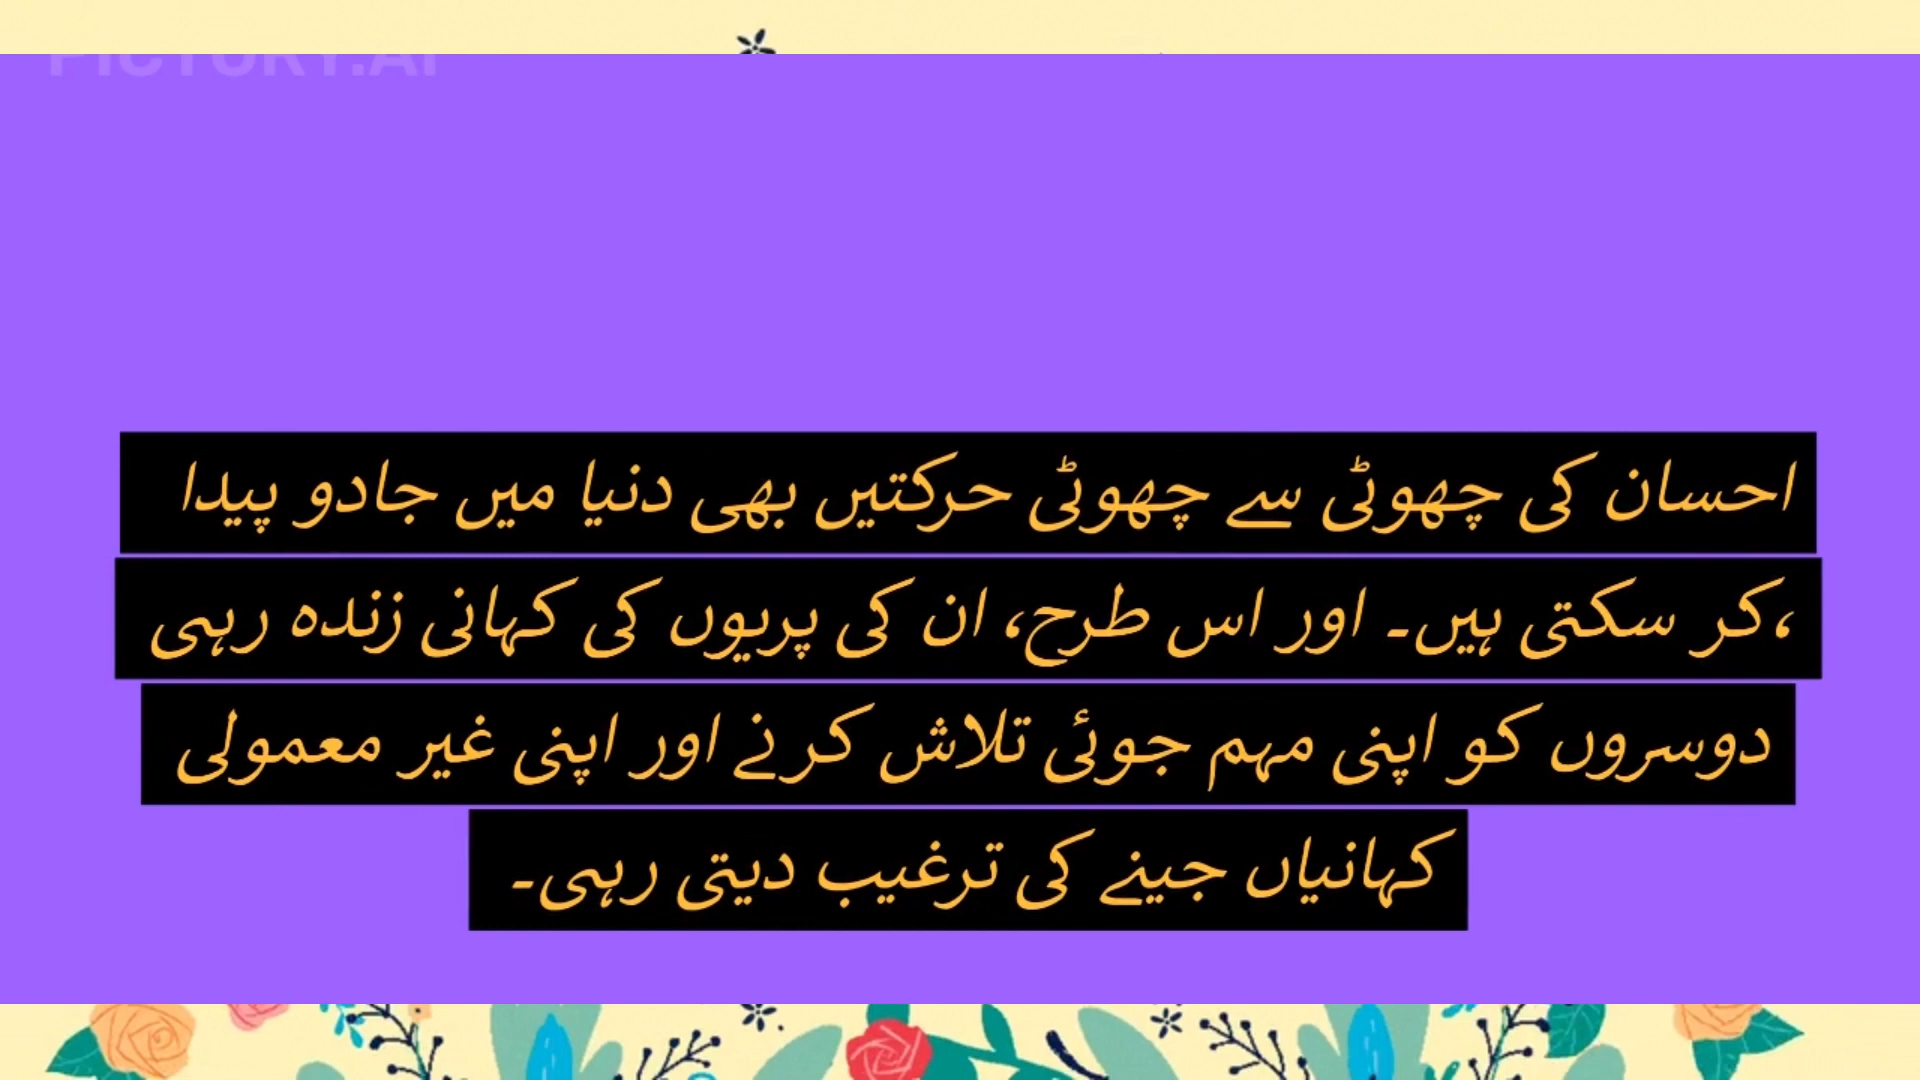 PICTORY.AI
احسان کی چھوٹی سے چھوٹی حرکتیں بھی دنیا میں جادو پیدا
،کر سکتی ہیں۔ اور اس طرح، ان کی پریوں کی کہانی زندہ رہی
دوسروں کو اپنی مہم جوئی تلاش کرنے اور اپنی غیر معمولی
کہانیاں جینے کی ترغیب دیتی رہی۔